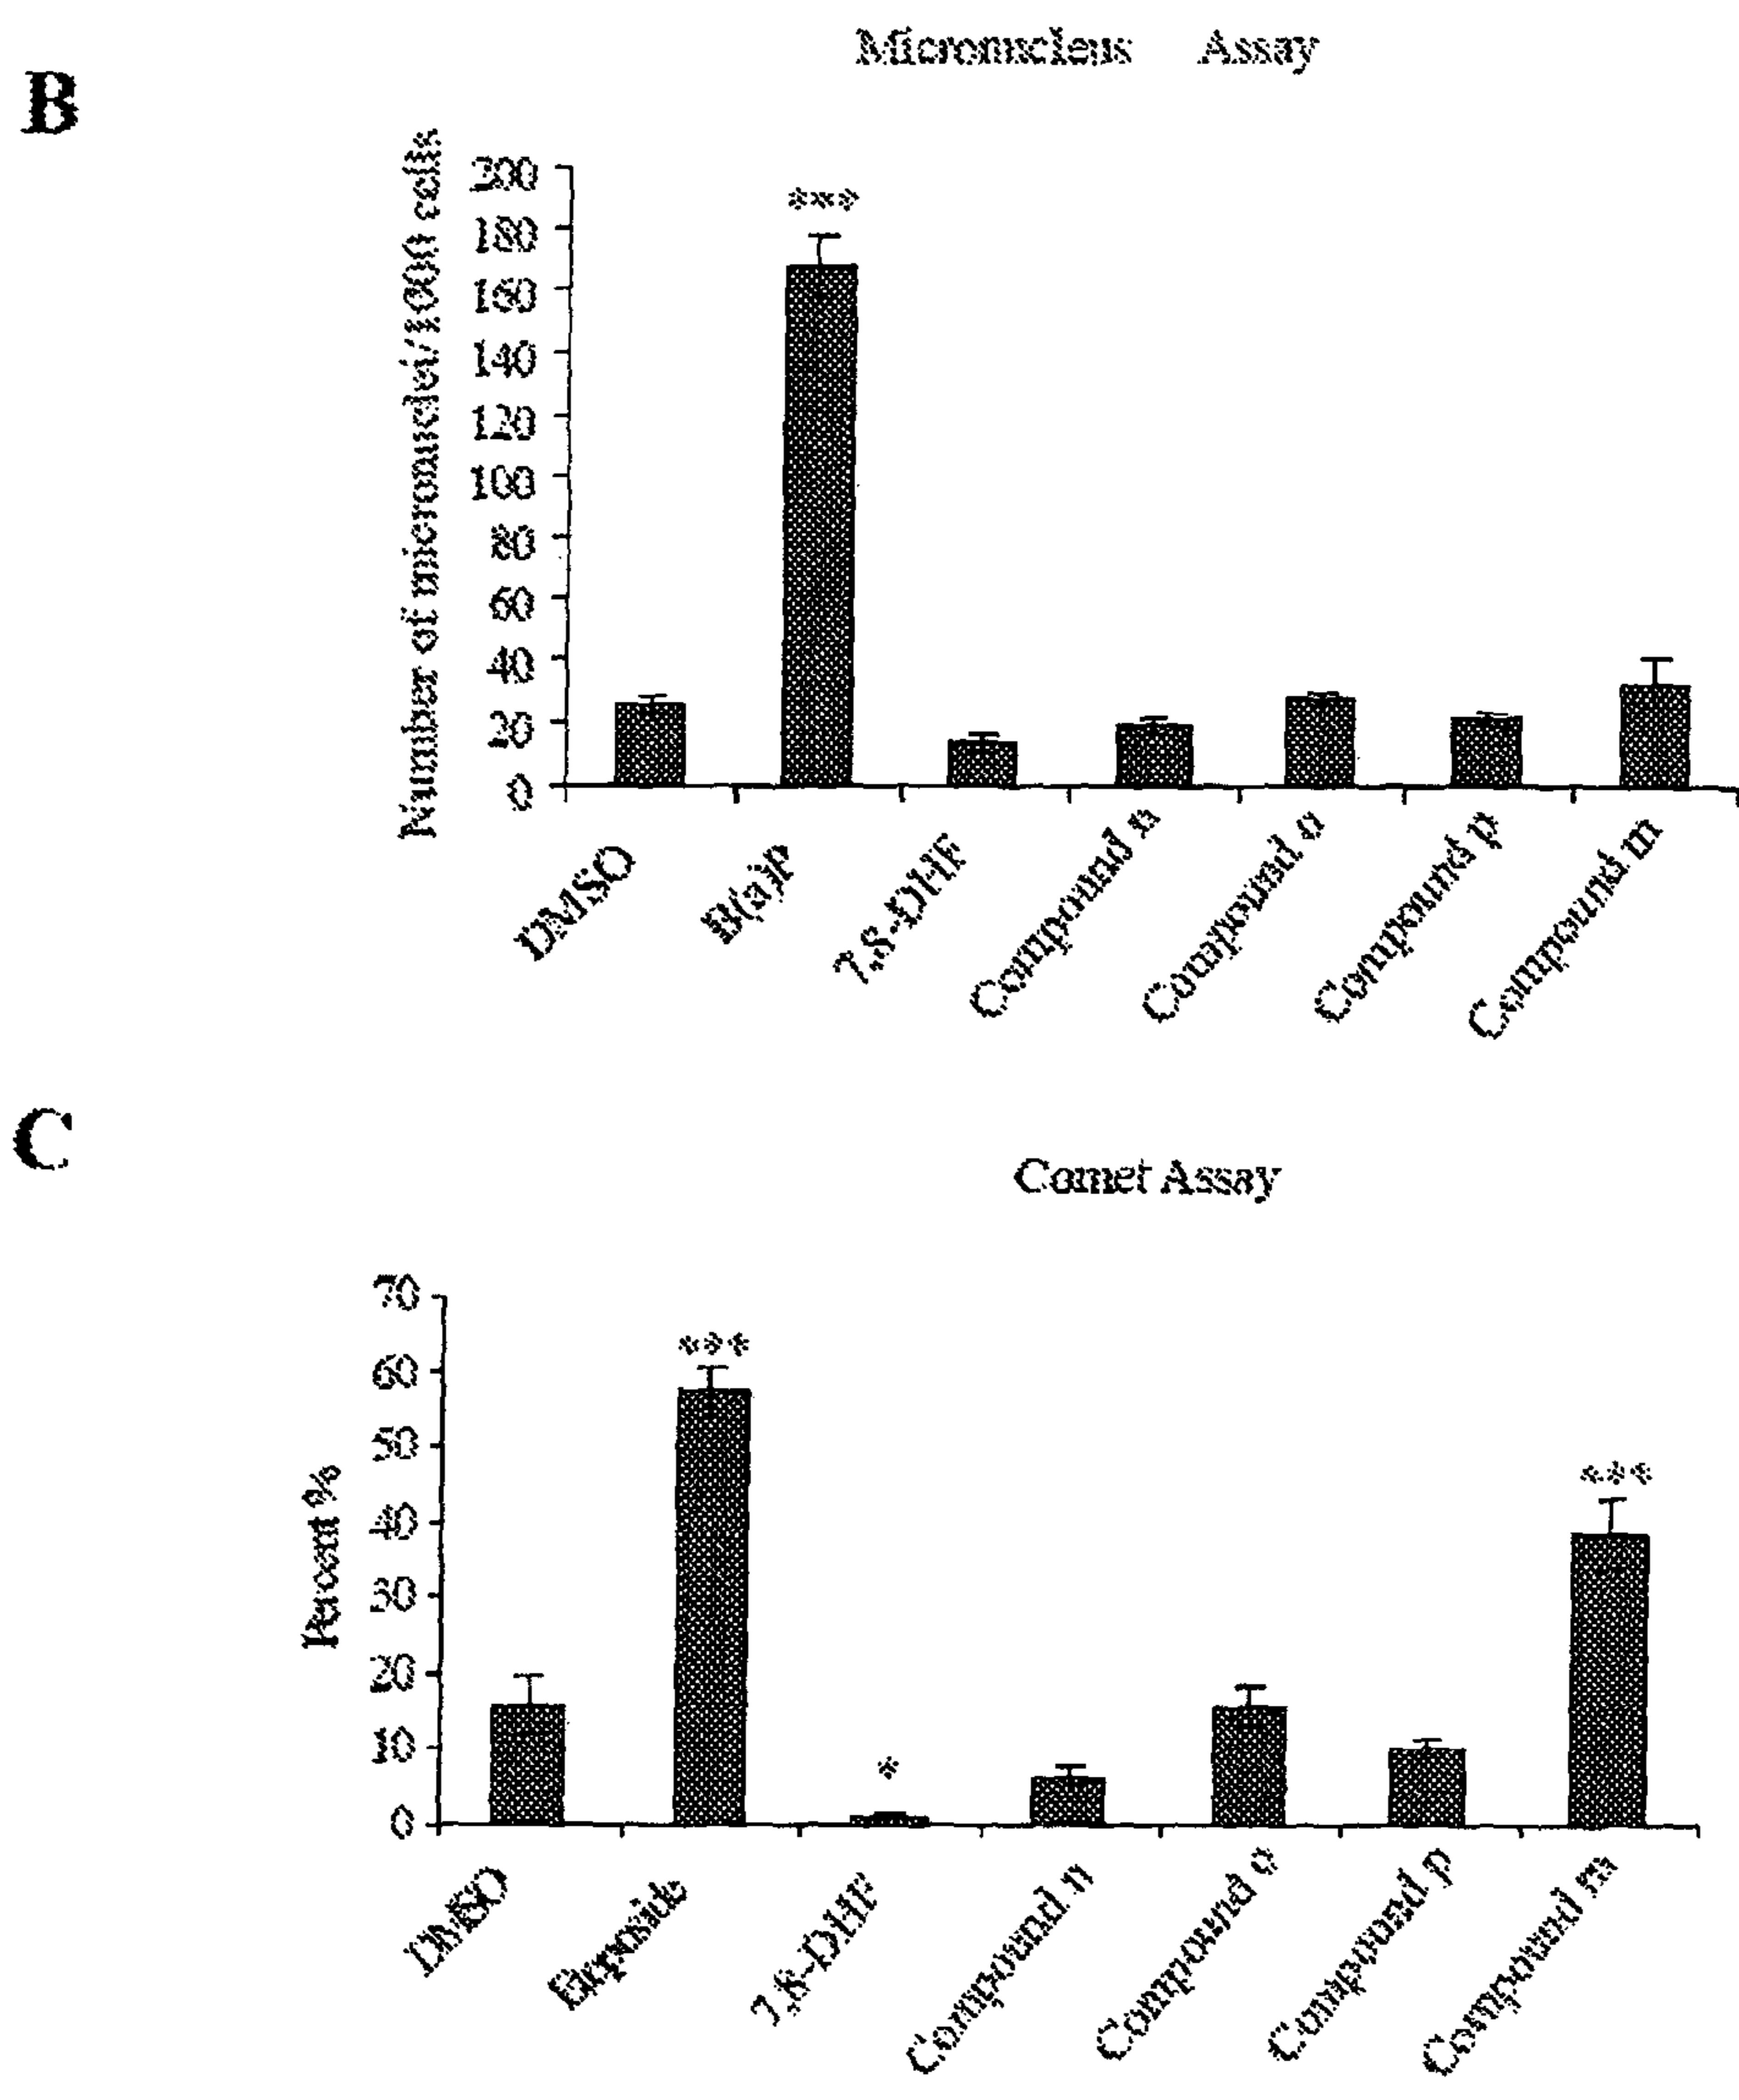 B
Micronucleus Assay
Number of micronuclei/1000 cells
200
180
160
140
120
100
80
60
40
20
0
***
DMSO
B(a)P
7,8-DHF
Compound n
Compound o
Compound p
Compound m
C
Comet Assay
Percent %
70
60
50
40
30
20
10
0
***
*
***
DMSO
Etoposide
7,8-DHF
Compound n
Compound o
Compound p
Compound m